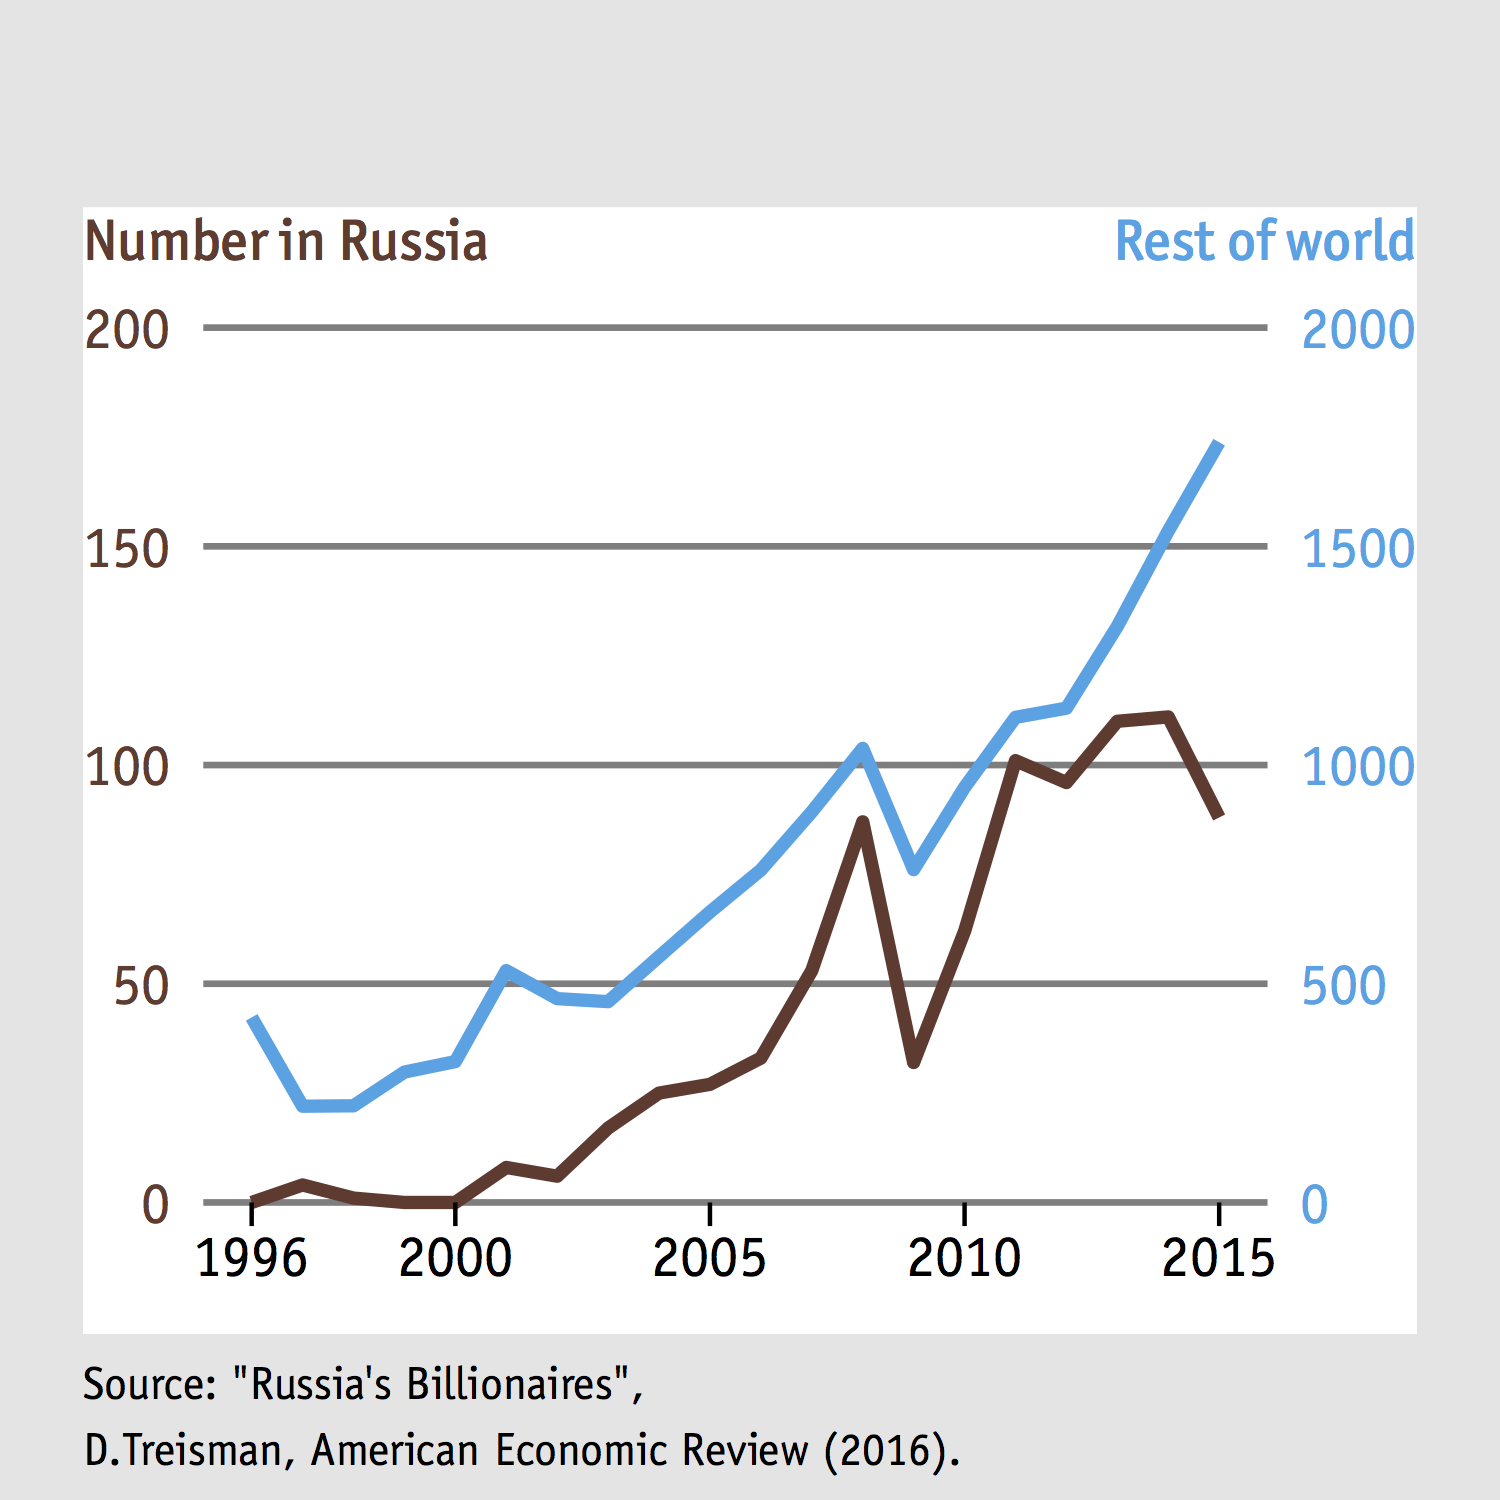 Number in Russia Rest of world
200 2000
150 1500
100 1000
50 500
0 0
1996 2000 2005 2010 2015
Source: "Russia's Billionaires",
D.Treisman, American Economic Review (2016).